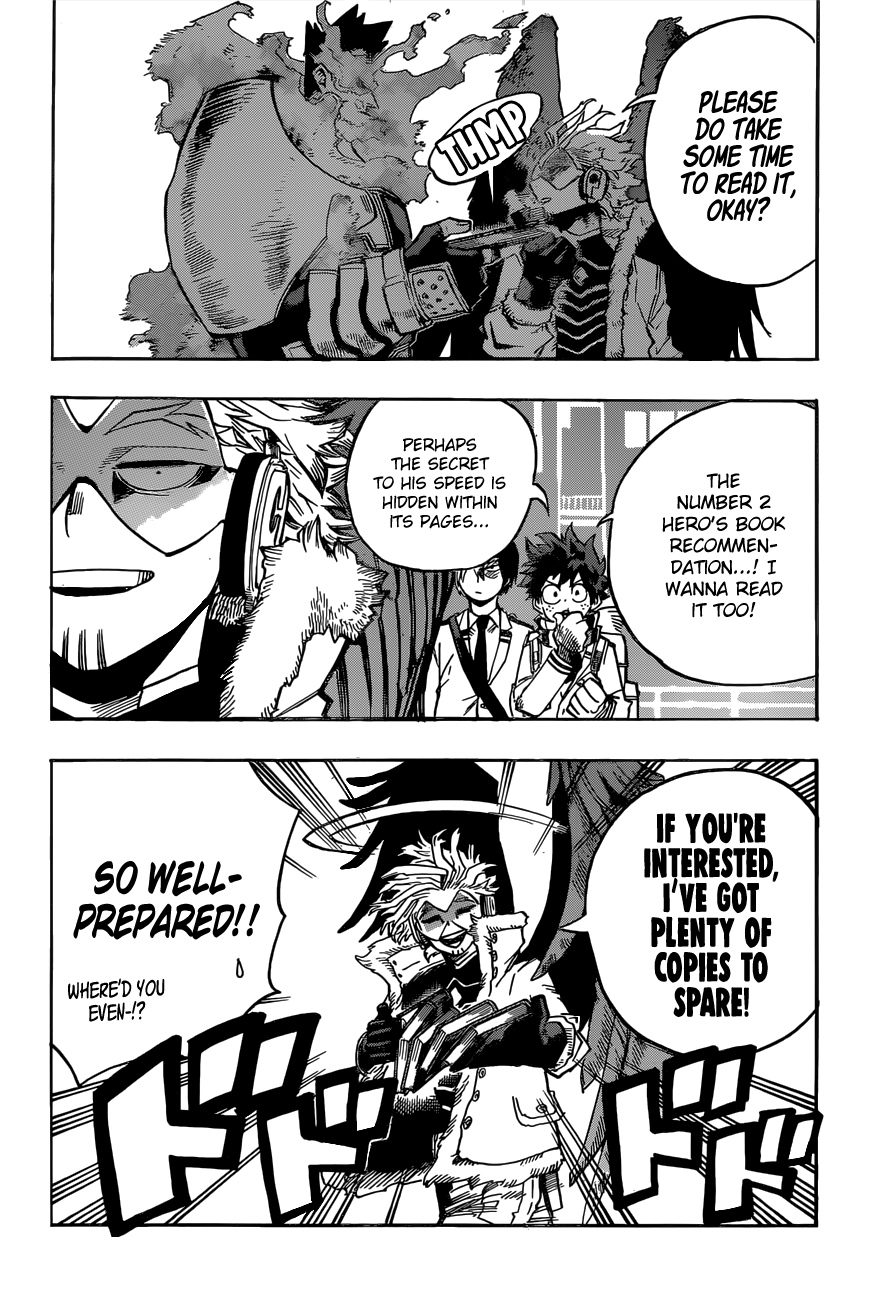 PLEASE
DO TAKE
SOME TIME
TO READ IT,
OKAY?
THMP
THE
NUMBER 2
HERO'S BOOK
RECOMMEN-
DATION...! I
WANNA READ
IT TOO!
PERHAPS
THE SECRET
TO HIS SPEED IS
HIDDEN WITHIN
ITS PAGES...
IF YOU'RE
INTERESTED,
I'VE GOT
PLENTY OF
COPIES TO
SPARE!
SO WELL-
PREPARED!!
WHERE'D YOU
EVEN-!?
ドドドド